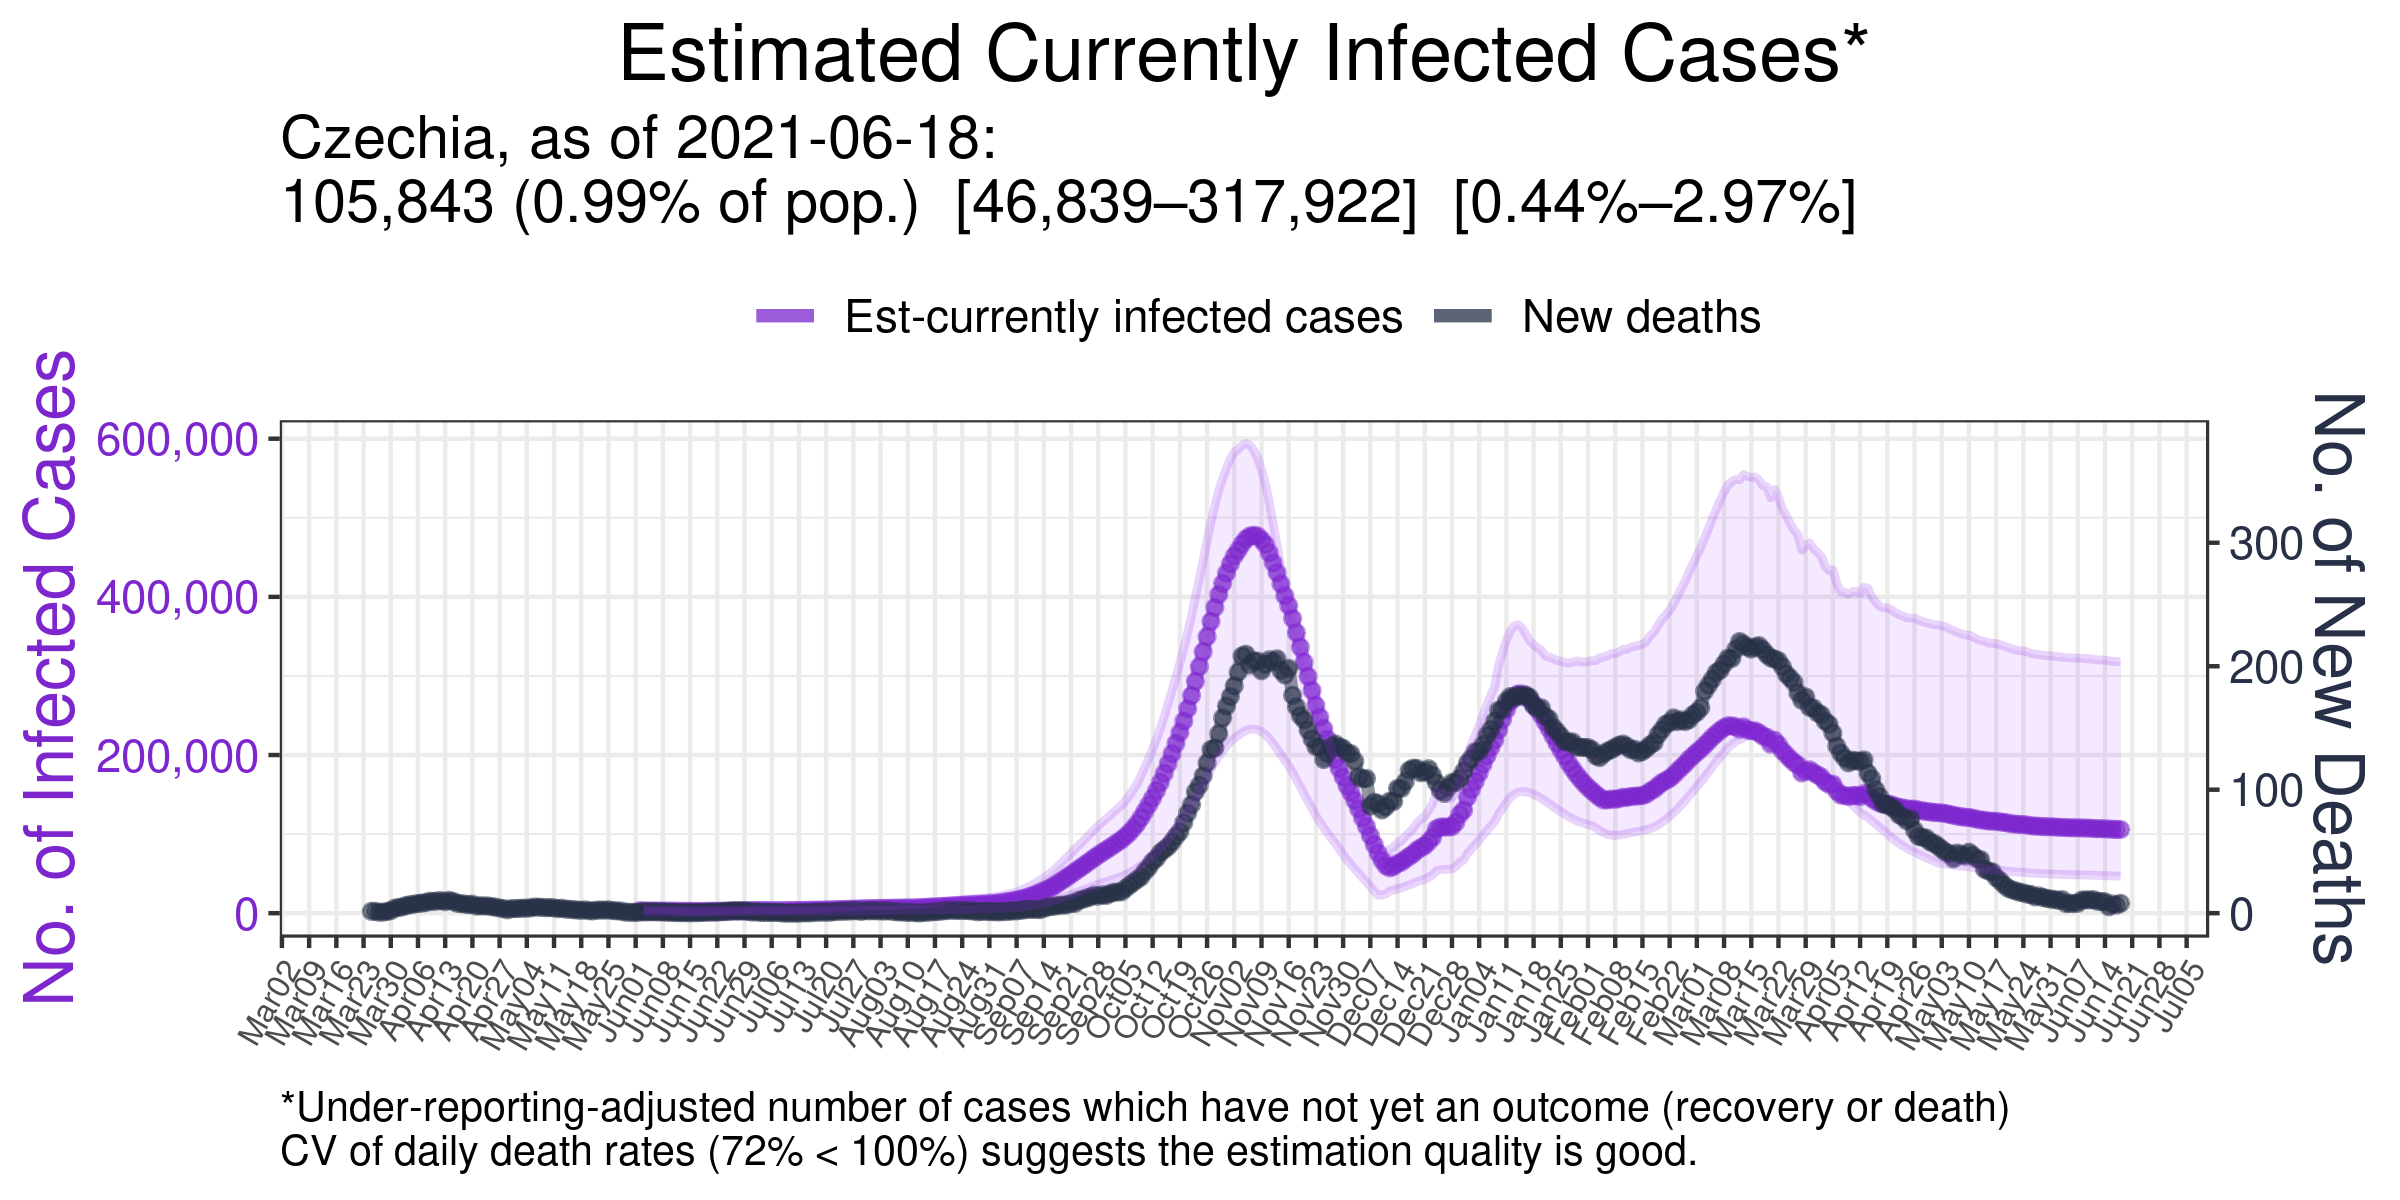 Estimated Currently Infected Cases*
Czechia, as of 2021-06-18:
105,843 (0.99% of pop.) [46,839–317,922] [0.44%–2.97%]
Est-currently infected cases
New deaths
No. of Infected Cases
600,000
400,000
200,000
0
No. of New Deaths
300
200
100
0
Mar02
Mar09
Mar16
Mar23
Mar30
Apr06
Apr13
Apr20
Apr27
May04
May11
May18
May25
Jun01
Jun08
Jun15
Jun22
Jun29
Jul06
Jul13
Jul20
Jul27
Aug03
Aug10
Aug17
Aug24
Aug31
Sep07
Sep14
Sep21
Sep28
Oct05
Oct12
Oct19
Oct26
Nov02
Nov09
Nov16
Nov23
Nov30
Dec07
Dec14
Dec21
Dec28
Jan04
Jan11
Jan18
Jan25
Feb01
Feb08
Feb15
Feb22
Mar01
Mar08
Mar15
Mar22
Mar29
Apr05
Apr12
Apr19
Apr26
May03
May10
May17
May24
May31
Jun07
Jun14
Jun21
Jun28
Jul05
*Under-reporting-adjusted number of cases which have not yet an outcome (recovery or death)
CV of daily death rates (72% < 100%) suggests the estimation quality is good.